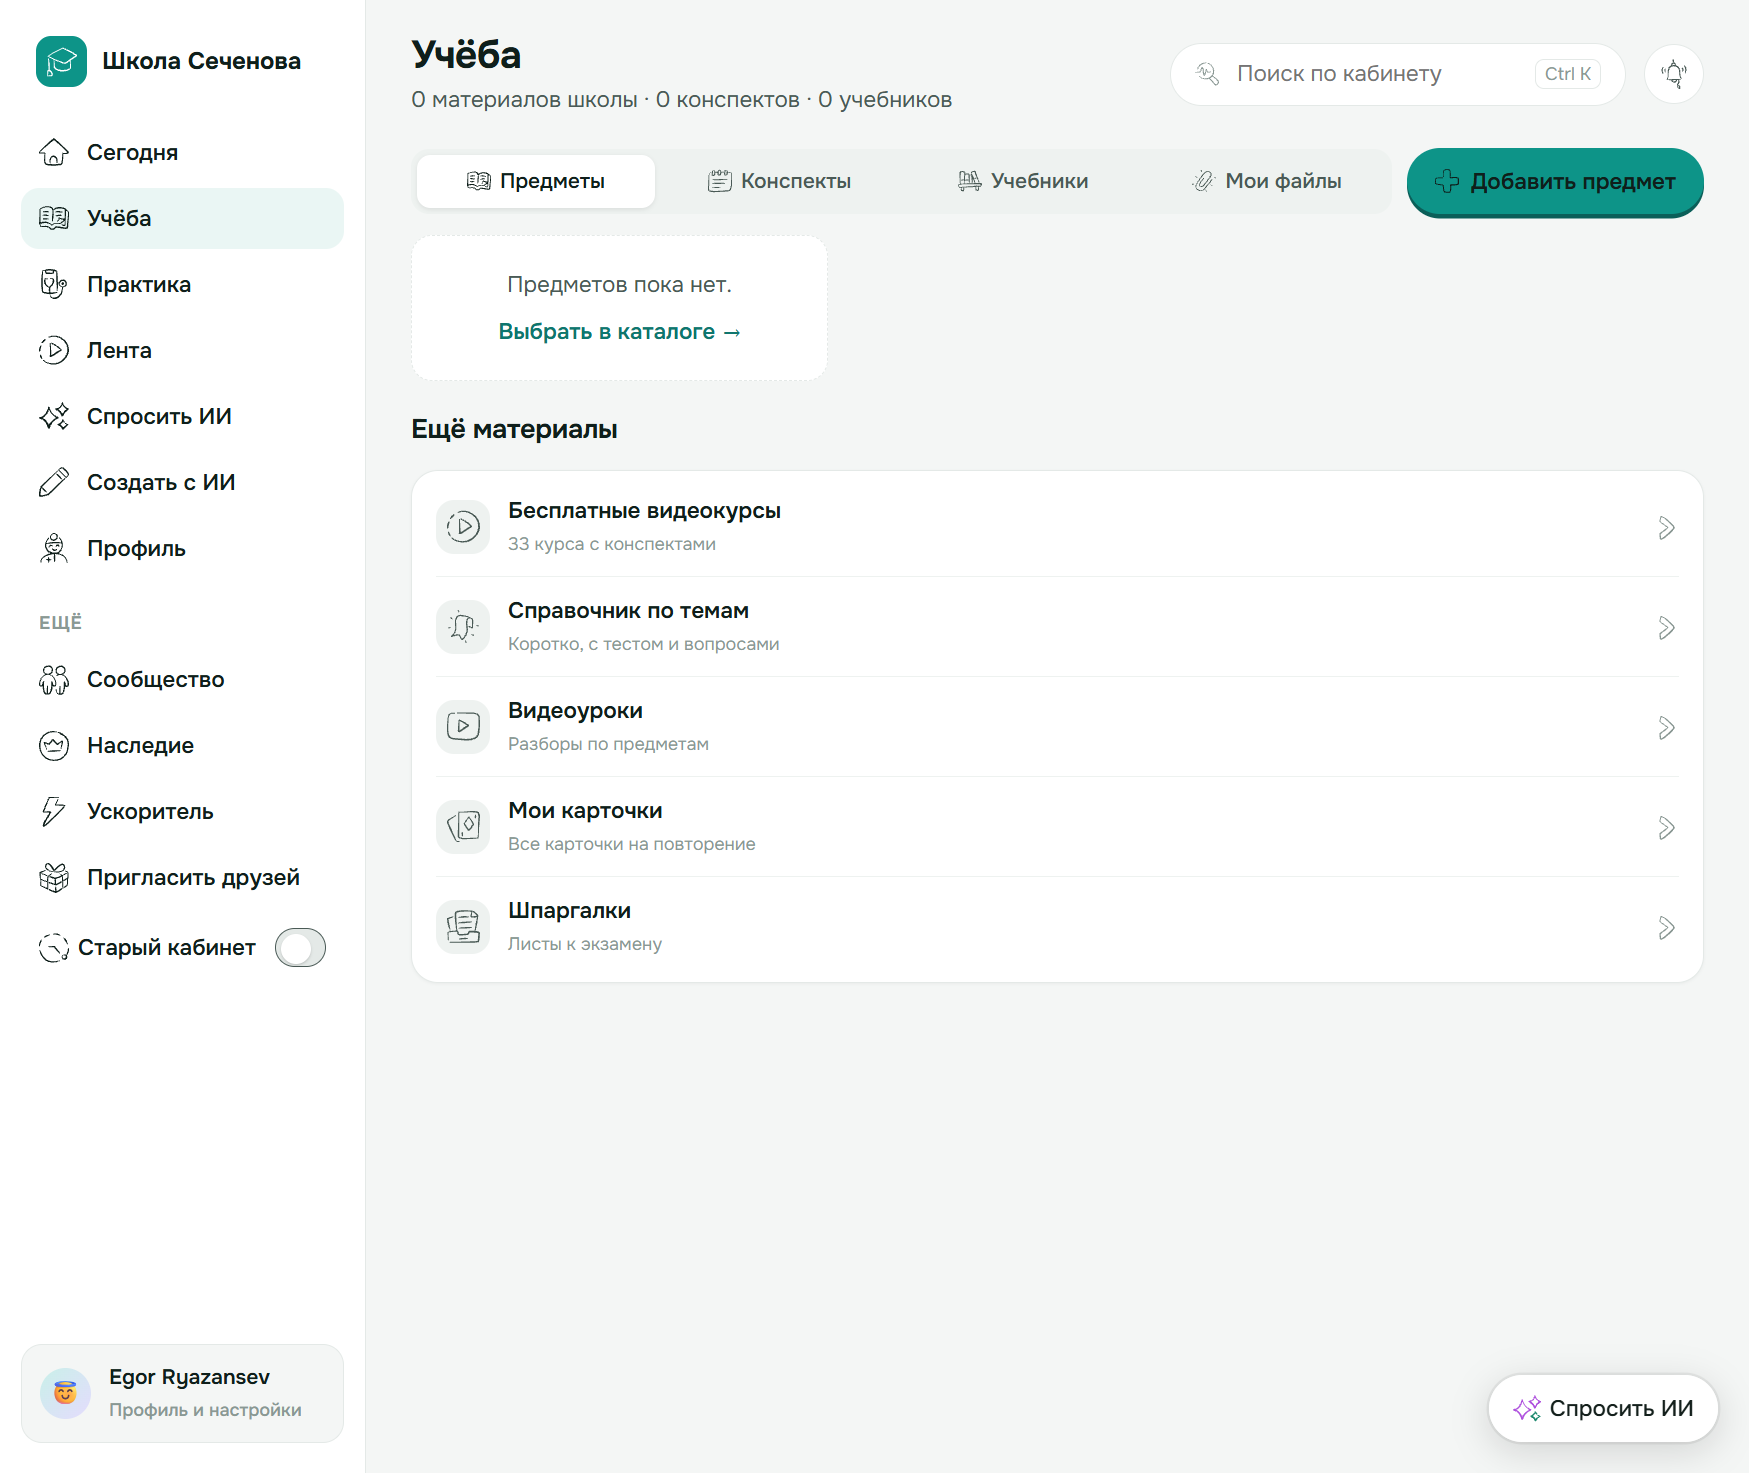 Школа Сеченова
Сегодня
Учёба
Практика
Лента
Спросить ИИ
Создать с ИИ
Профиль
ЕЩЁ
Сообщество
Наследие
Ускоритель
Пригласить друзей
Старый кабинет
Egor Ryazansev
Профиль и настройки
Учёба
0 материалов школы · 0 конспектов · 0 учебников
Поиск по кабинету
Ctrl K
Предметы
Конспекты
Учебники
Мои файлы
Добавить предмет
Предметов пока нет.
Выбрать в каталоге →
Ещё материалы
Бесплатные видеокурсы
33 курса с конспектами
Справочник по темам
Коротко, с тестом и вопросами
Видеоуроки
Разборы по предметам
Мои карточки
Все карточки на повторение
Шпаргалки
Листы к экзамену
Спросить ИИ